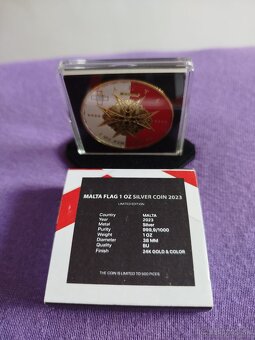 MALTA FLAG 1 OZ SILVER COIN 2023
LIMITED EDITION
Country MALTA
Year 2023
Metal Silver
Purity 999,9/1000
Weight 1 OZ
Diameter 38 MM
Quality BU
Finish 24K GOLD & COLOR
THE COIN IS LIMITED TO 500 PIECES